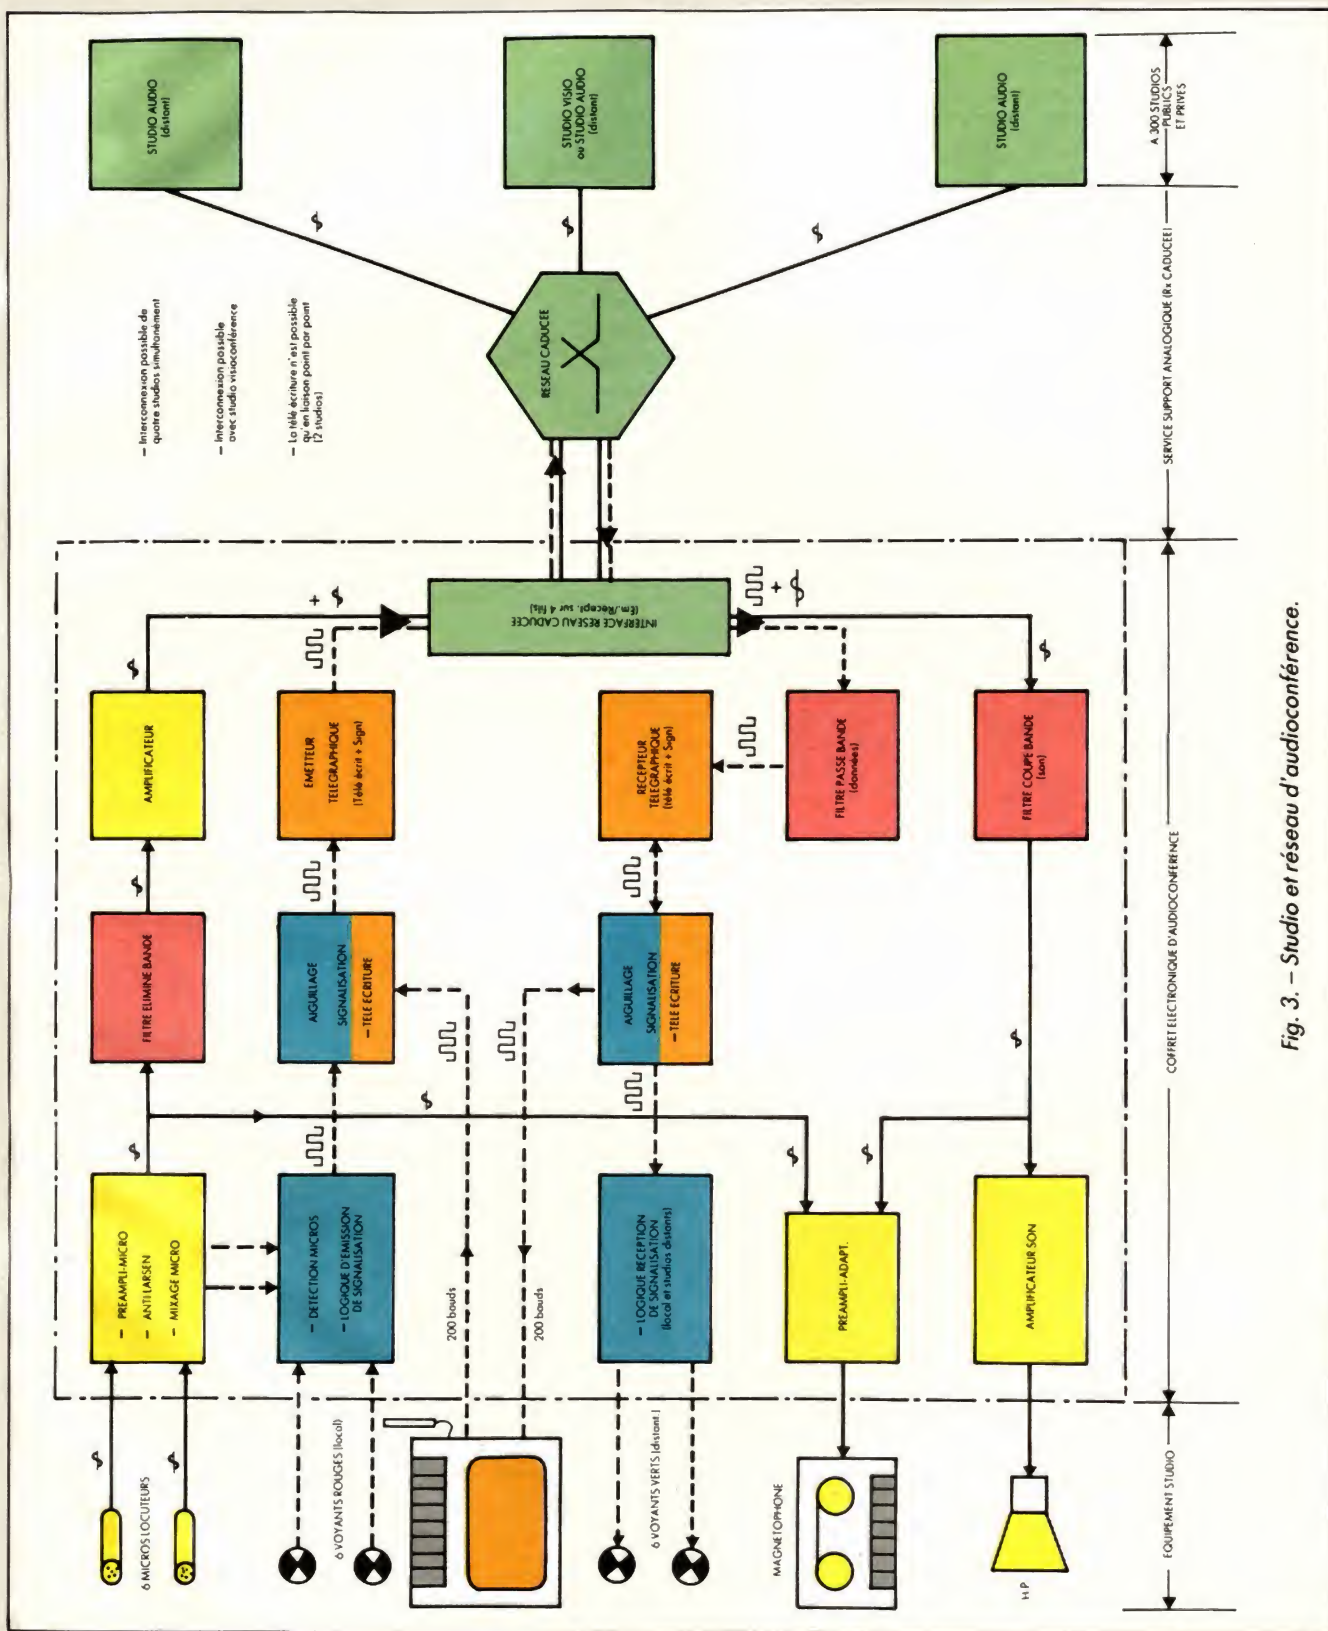 6 MICROS LOCUTEURS
6 VOYANTS ROUGES (local)
6 VOYANTS VERTS (distant)
MAGNETOPHONE
HP
– PREAMPLI-MICRO
– ANTI LARSEN
– MIXAGE MICRO
– DETECTION MICROS
– LOGIQUE D'EMISSION
DE SIGNALISATION
200 bauds
200 bauds
– LOGIQUE RECEPTION
DE SIGNALISATION
(local et studios distants)
PREAMPLI-ADAPT.
AMPLIFICATEUR SON
FILTRE ELIMINE BANDE
AIGUILLAGE
SIGNALISATION
– TELE ECRITURE
AIGUILLAGE
SIGNALISATION
– TELE ECRITURE
AMPLIFICATEUR
EMETTEUR
TELEGRAPHIQUE
(Télé écrit + Sign)
RECEPTEUR
TELEGRAPHIQUE
(télé écrit + Sign)
FILTRE PASSE BANDE
(données)
FILTRE COUPE BANDE
(son)
INTERFACE RESEAU CADUCEE
(Em./Recept. sur 4 fils)
– Interconnexion possible de
quatre studios simultanément
– Interconnexion possible
avec studio visioconférence
– La télé écriture n'est possible
qu'en liaison point par point
(2 studios)
RESEAU CADUCEE
STUDIO AUDIO
(distant)
STUDIO VISIO
ou STUDIO AUDIO
(distant)
STUDIO AUDIO
(distant)
EQUIPEMENT STUDIO
COFFRET ELECTRONIQUE D'AUDIOCONFERENCE
SERVICE SUPPORT ANALOGIQUE (Rx CADUCEE)
A 300 STUDIOS
PUBLICS
ET PRIVES
Fig. 3. – Studio et réseau d'audioconférence.